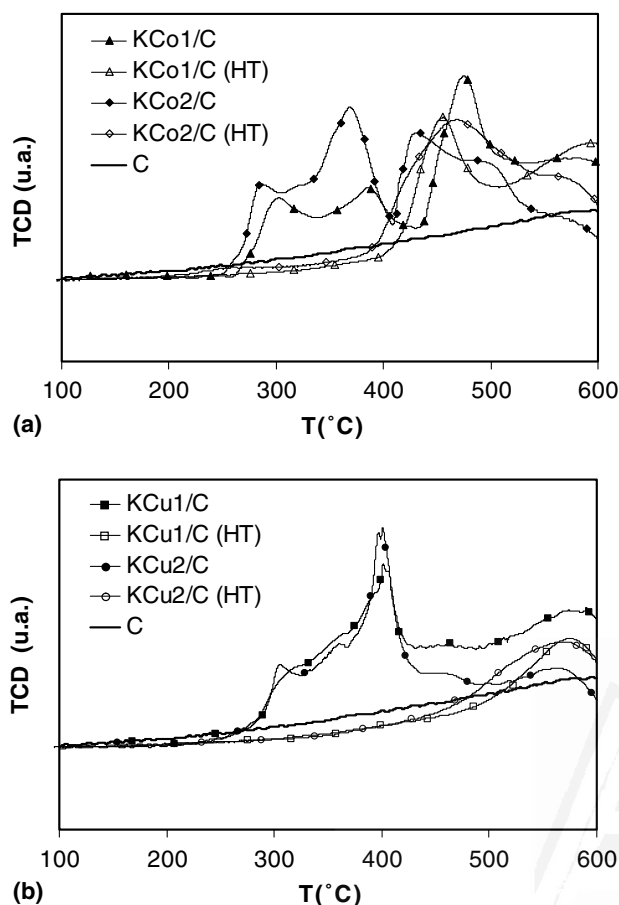 KCo1/C
KCo1/C (HT)
KCo2/C
KCo2/C (HT)
C
TCD (u.a.)
100 200 300 400 500 600
(a)
T(˚C)
KCu1/C
KCu1/C (HT)
KCu2/C
KCu2/C (HT)
C
TCD (u.a.)
100 200 300 400 500 600
(b)
T(˚C)